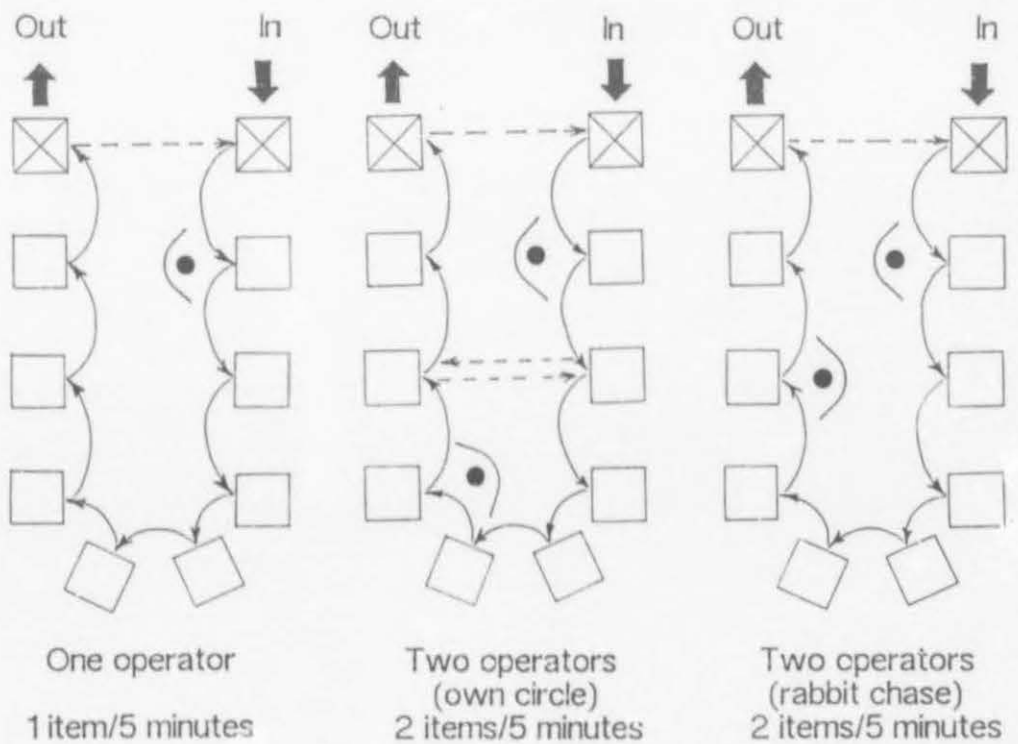 Out In
Out In
Out In
One operator
1 item/5 minutes
Two operators
(own circle)
2 items/5 minutes
Two operators
(rabbit chase)
2 items/5 minutes